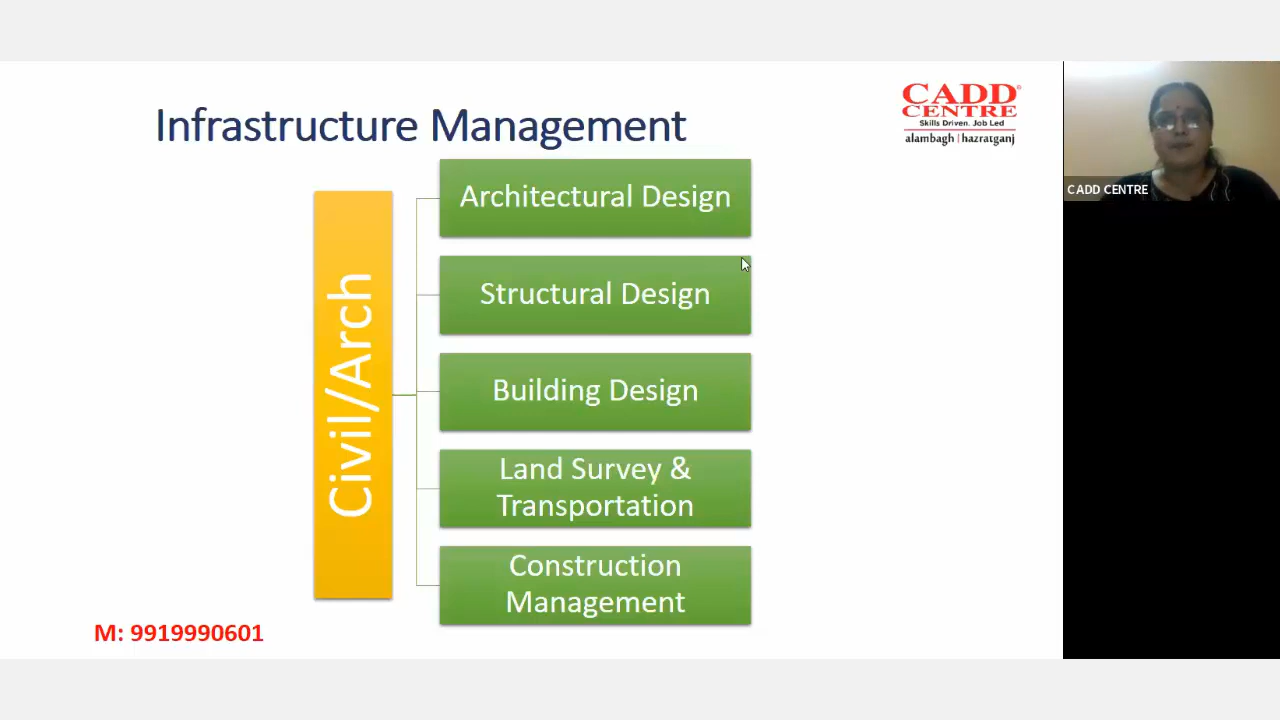 Infrastructure Management
CADD
CENTRE
Skills Driven. Job Led
alambagh | hazratganj
CADD CENTRE
Civil/Arch
Architectural Design
Structural Design
Building Design
Land Survey &
Transportation
Construction
Management
M: 9919990601